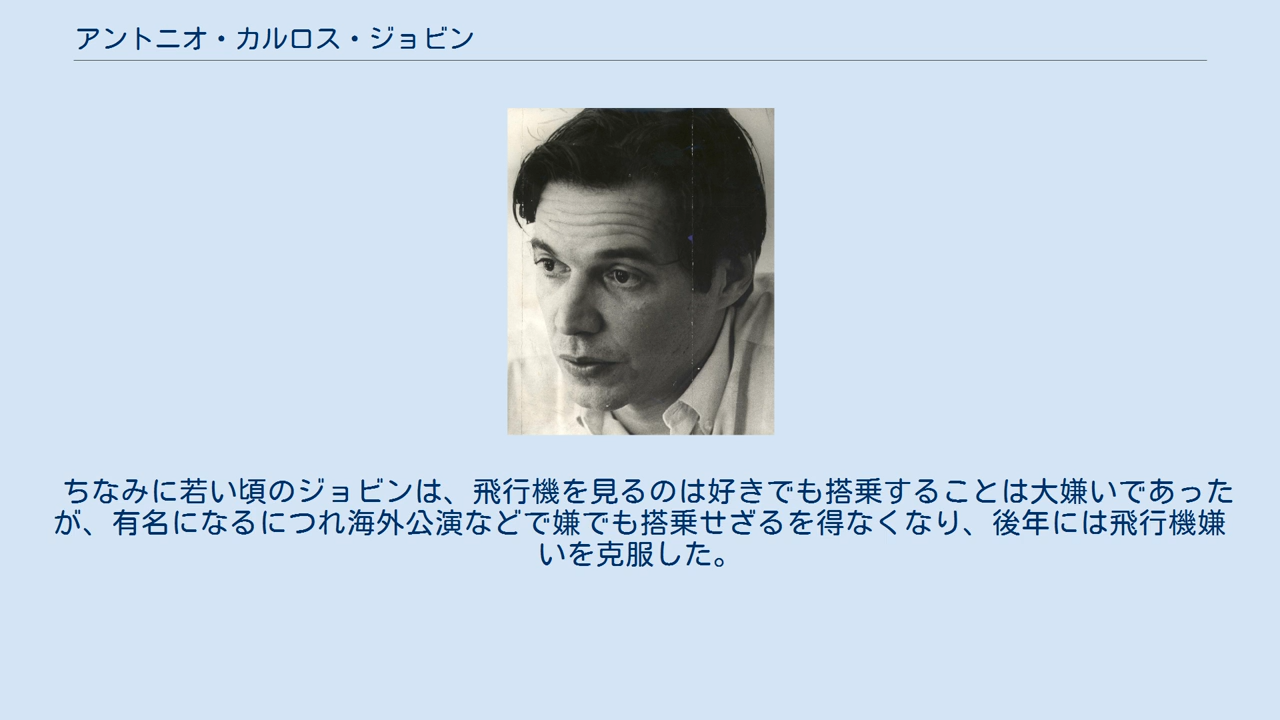 アントニオ・カルロス・ジョビン
ちなみに若い頃のジョビンは、飛行機を見るのは好きでも搭乗することは大嫌いであった
が、有名になるにつれ海外公演などで嫌でも搭乗せざるを得なくなり、後年には飛行機嫌
いを克服した。